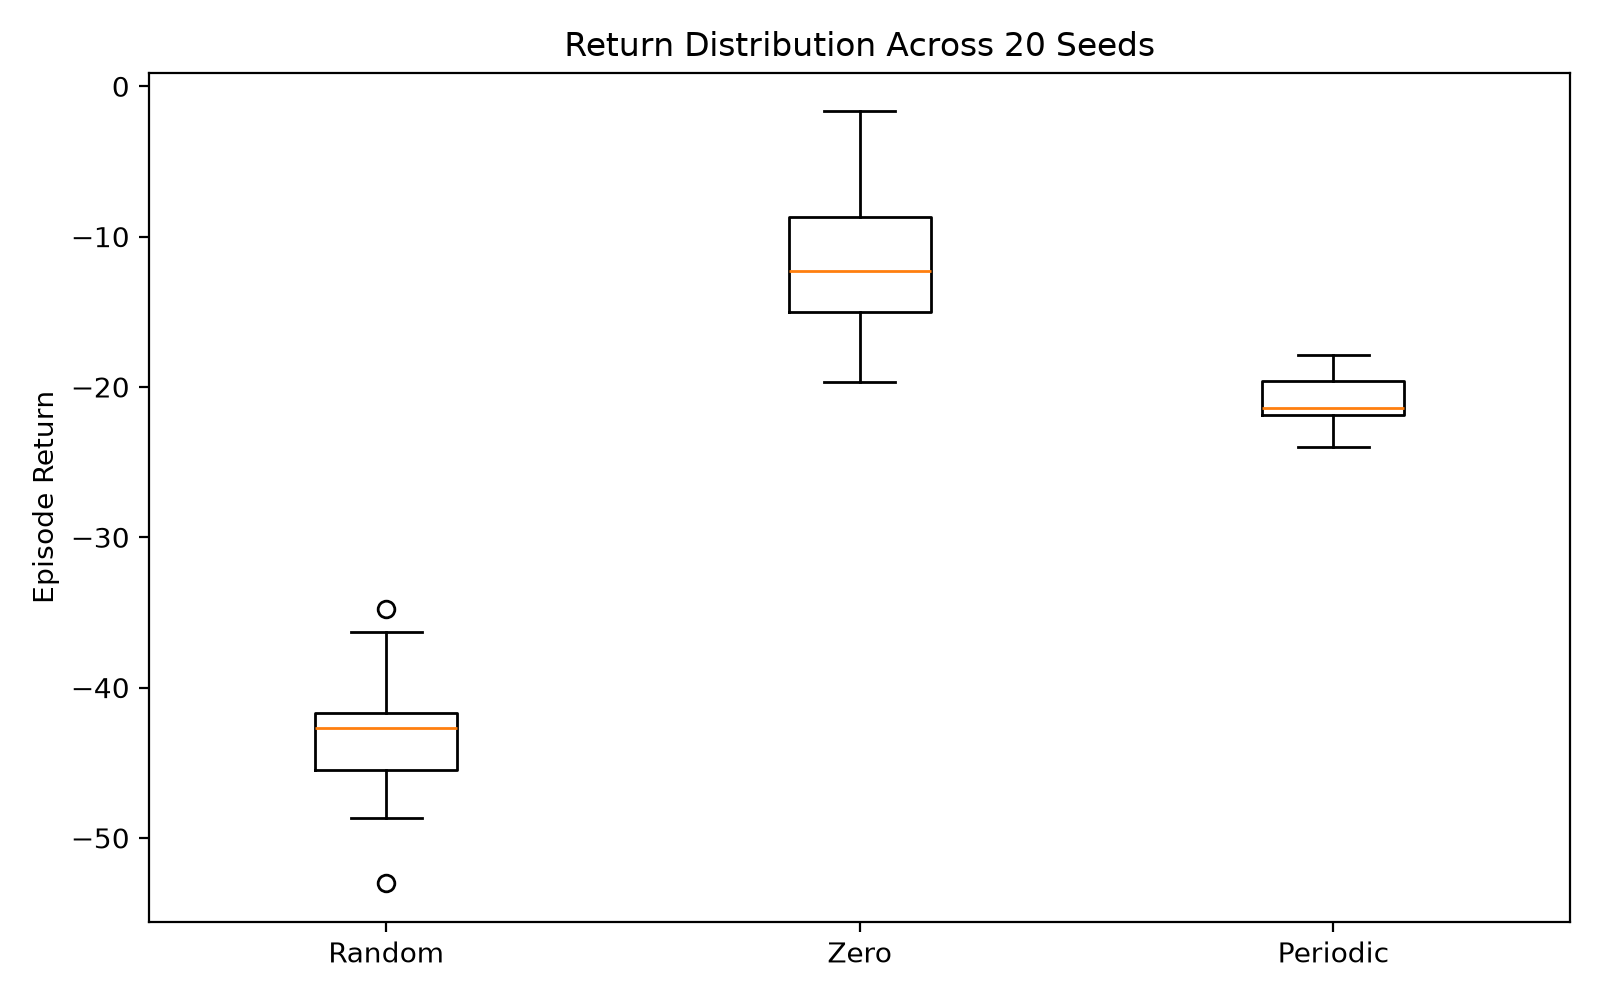 Return Distribution Across 20 Seeds
Episode Return
0
−10
−20
−30
−40
−50
Random
Zero
Periodic